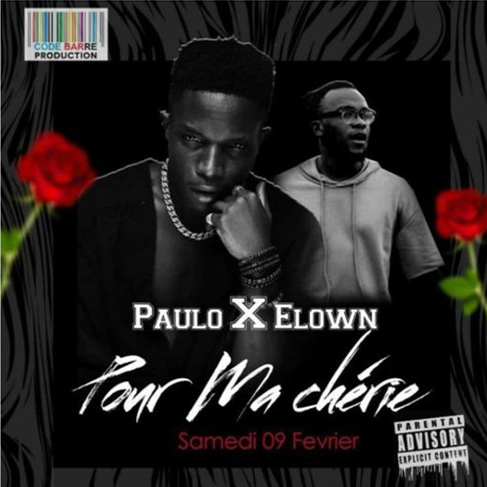 CODE BARRE
PRODUCTION
PAULO X ELOWN
Pour Ma chérie
Samedi 09 Fevrier
PARENTAL
ADVISORY
EXPLICIT CONTENT